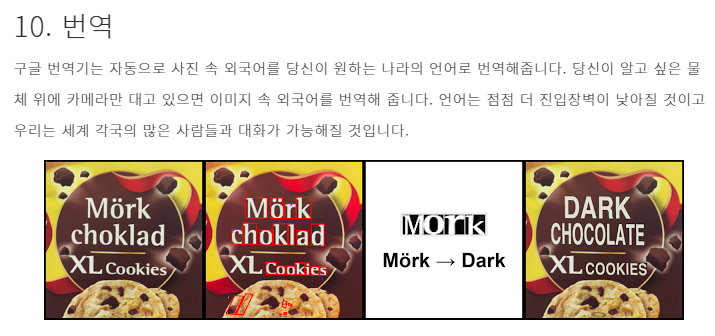 10. 번역
구글 번역기는 자동으로 사진 속 외국어를 당신이 원하는 나라의 언어로 번역해줍니다. 당신이 알고 싶은 물
체 위에 카메라만 대고 있으면 이미지 속 외국어를 번역해 줍니다. 언어는 점점 더 진입장벽이 낮아질 것이고
우리는 세계 각국의 많은 사람들과 대화가 가능해질 것입니다.
Mörk
choklad
XL Cookies
Mörk
choklad
XL Cookies
Mörk
Mörk → Dark
DARK
CHOCOLATE
XL COOKIES